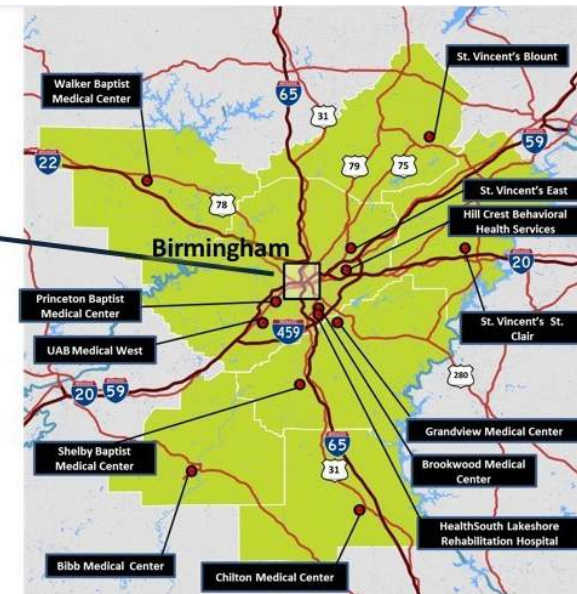 St. Vincent's Blount
Walker Baptist
Medical Center
65
31
59
22
79
75
78
St. Vincent's East
Hill Crest Behavioral
Health Services
Birmingham
20
Princeton Baptist
Medical Center
459
St. Vincent's St.
Clair
UAB Medical West
280
20
59
Grandview Medical Center
Shelby Baptist
Medical Center
65
31
Brookwood Medical
Center
HealthSouth Lakeshore
Rehabilitation Hospital
Bibb Medical Center
Chilton Medical Center